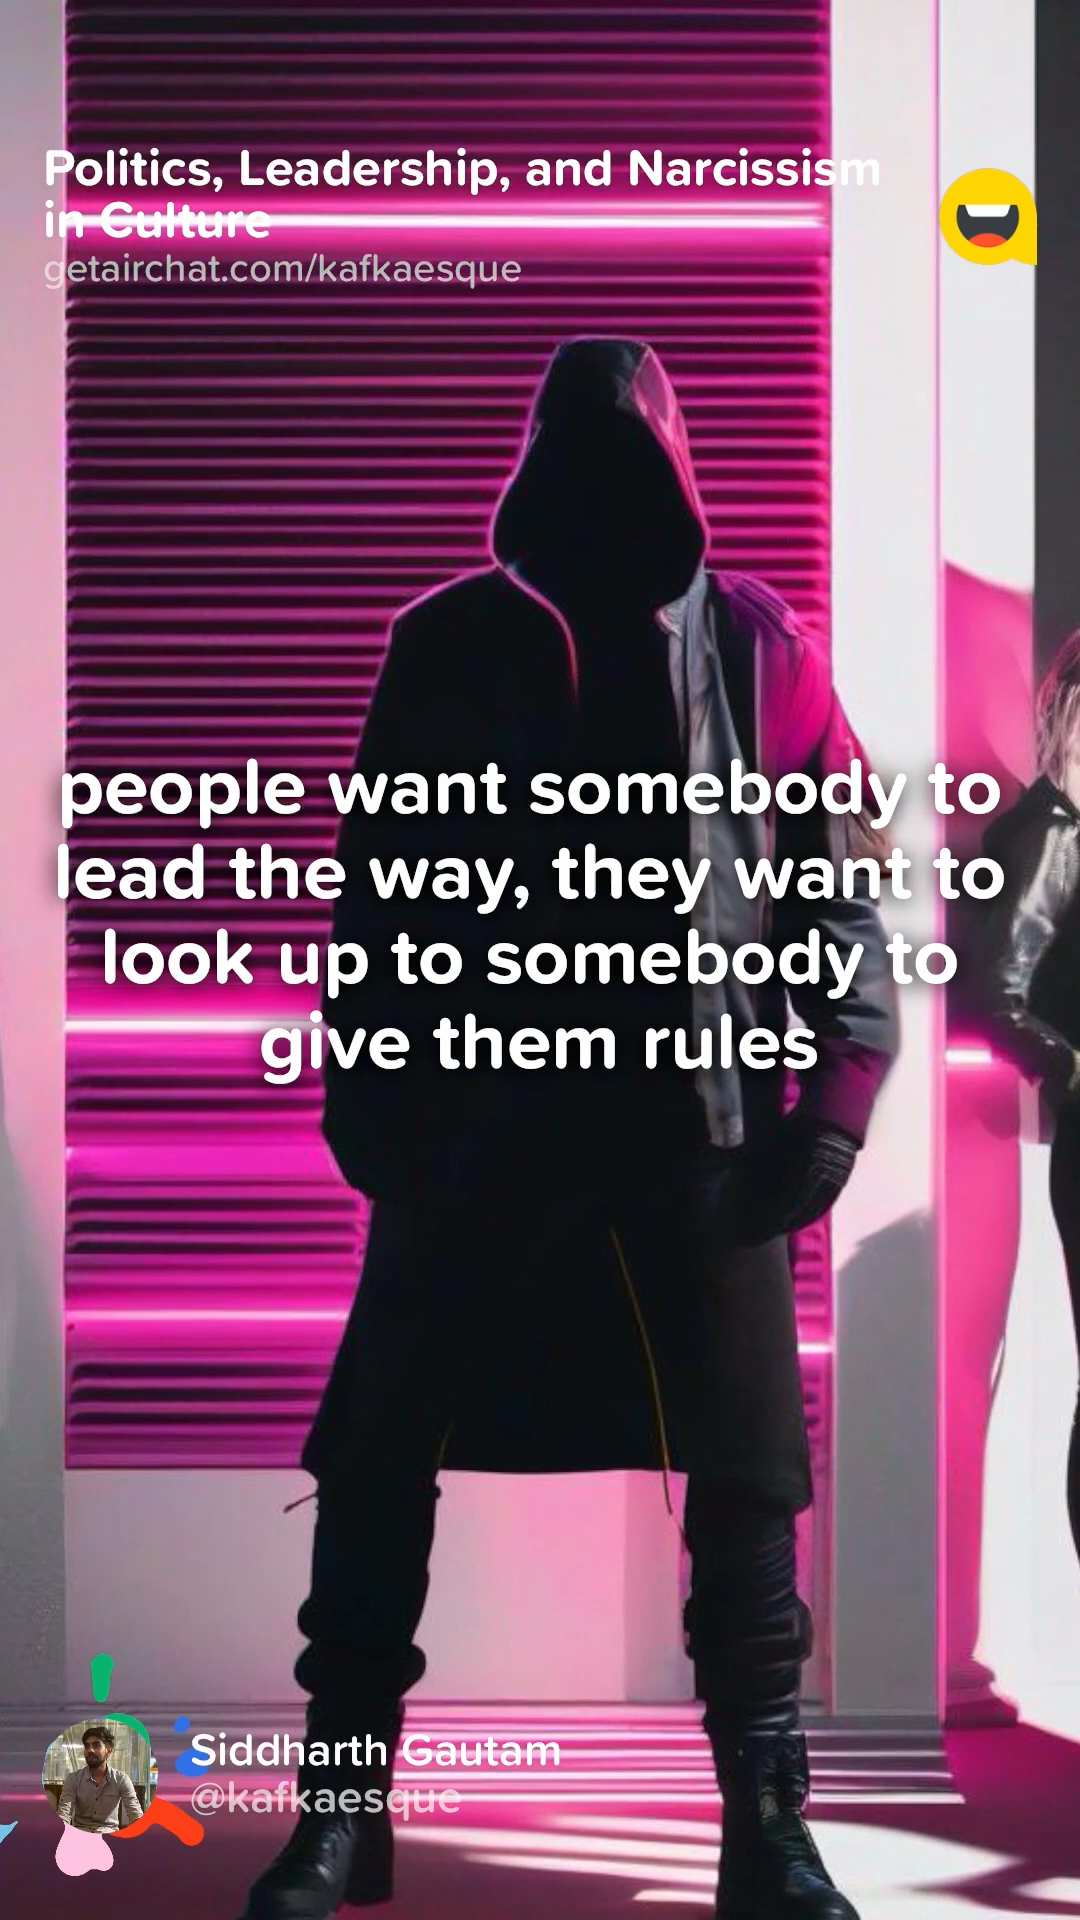 Politics, Leadership, and Narcissism
in Culture
getairchat.com/kafkaesque
people want somebody to
lead the way, they want to
look up to somebody to
give them rules
Siddharth Gautam
@kafkaesque